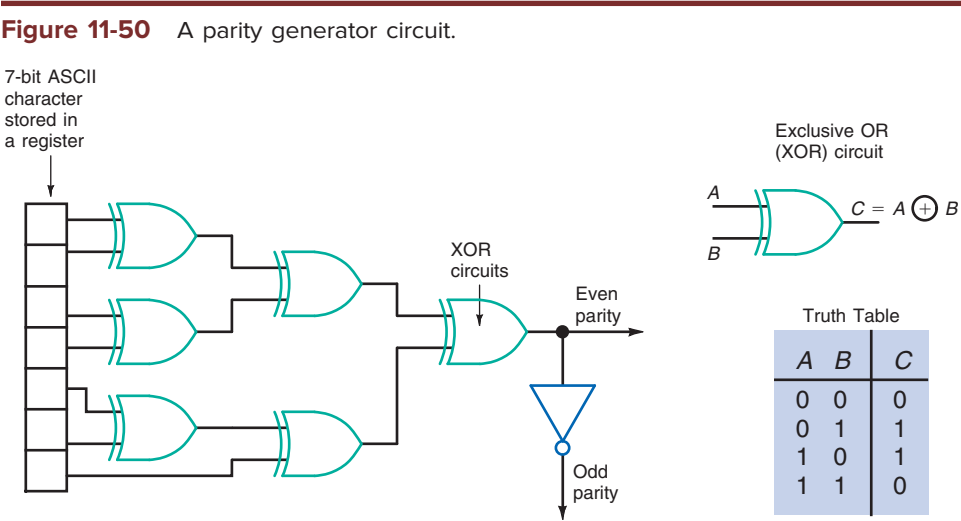 Figure 11-50 A parity generator circuit.
7-bit ASCII
character
stored in
a register
XOR
circuits
Even
parity
Odd
parity
Exclusive OR
(XOR) circuit
A
B
C = A ⊕ B
Truth Table
A B C
0 0 0
0 1 1
1 0 1
1 1 0